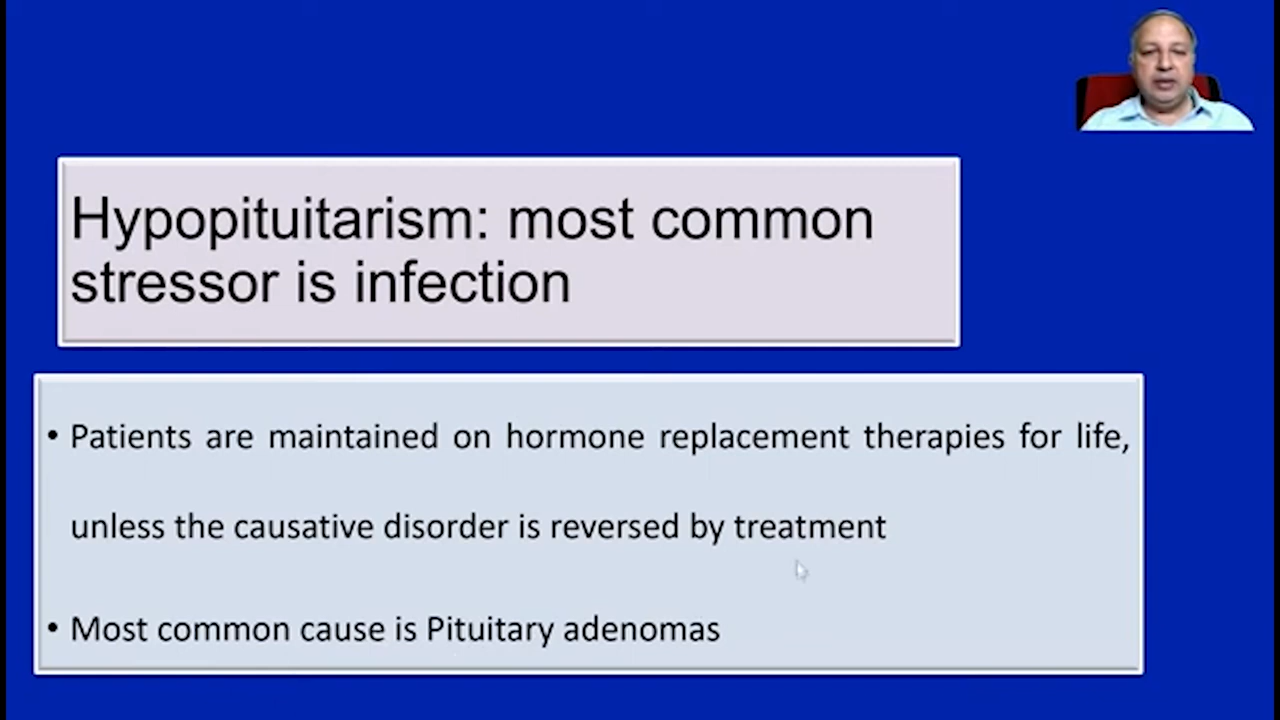 Hypopituitarism: most common
stressor is infection
• Patients are maintained on hormone replacement therapies for life,
unless the causative disorder is reversed by treatment
• Most common cause is Pituitary adenomas